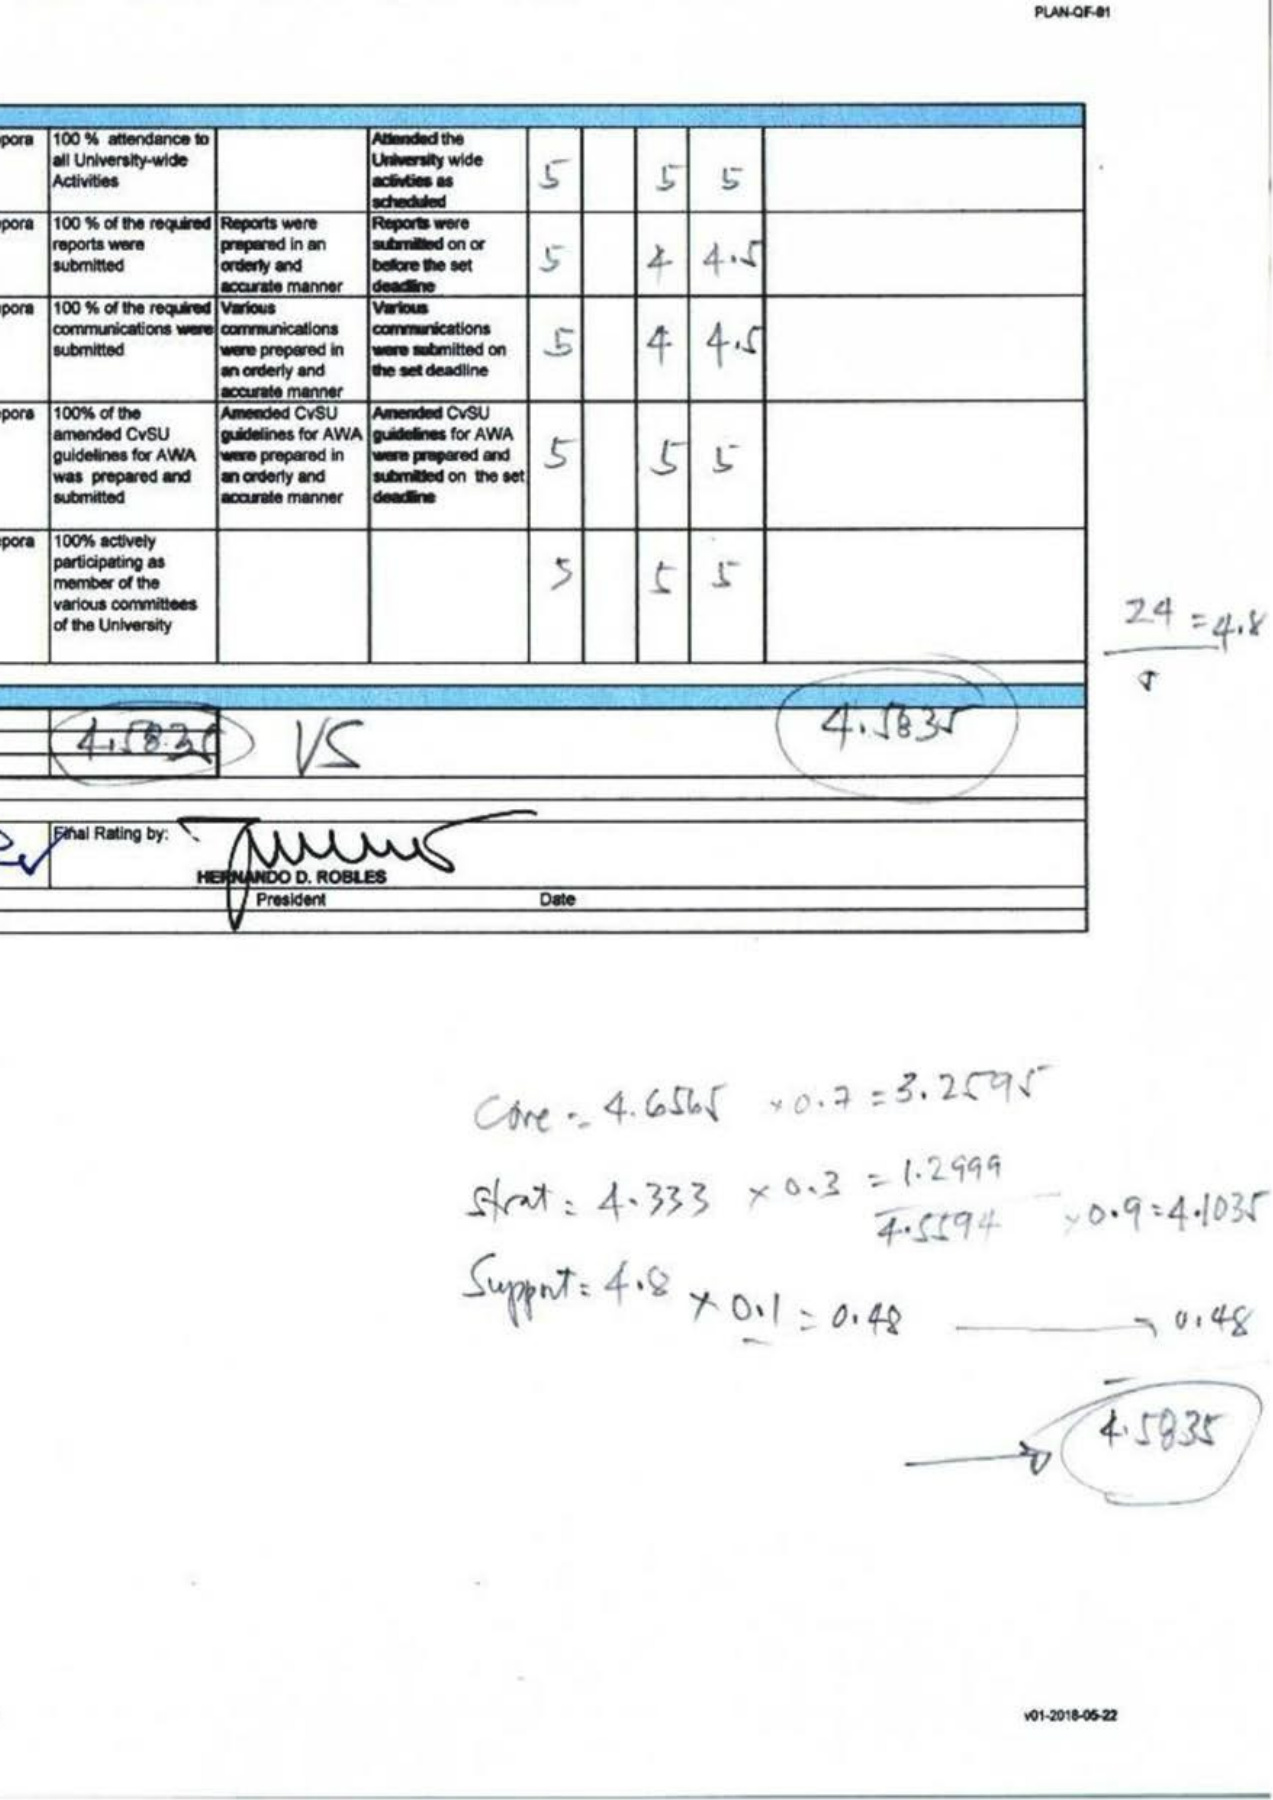 PLAN-QF-01
pora
100 % attendance to
all University-wide
Activities
Attended the
University wide
activties as
scheduled
5 5 5
pora
100 % of the required
reports were
submitted
Reports were
prepared in an
orderly and
accurate manner
Reports were
submitted on or
before the set
deadline
5 4 4.5
pora
100 % of the required
communications were
submitted
Various
communications
were prepared in
an orderly and
accurate manner
Various
communications
were submitted on
the set deadline
5 4 4.5
pora
100% of the
amended CvSU
guidelines for AWA
was prepared and
submitted
Amended CvSU
guidelines for AWA
were prepared in
an orderly and
accurate manner
Amended CvSU
guidelines for AWA
were prepared and
submitted on the set
deadline
5 5 5
pora
100% actively
participating as
member of the
various committees
of the University
5 5 5
24 = 4.8
5
4.5835 VS 4.5835
Final Rating by:
HERNANDO D. ROBLES
President Date
Core = 4.6565 × 0.7 = 3.2595
Strat = 4.333 × 0.3 = 1.2999
4.5594 × 0.9 = 4.1035
Support = 4.8 × 0.1 = 0.48 0.48
4.5835
v01-2018-05-22